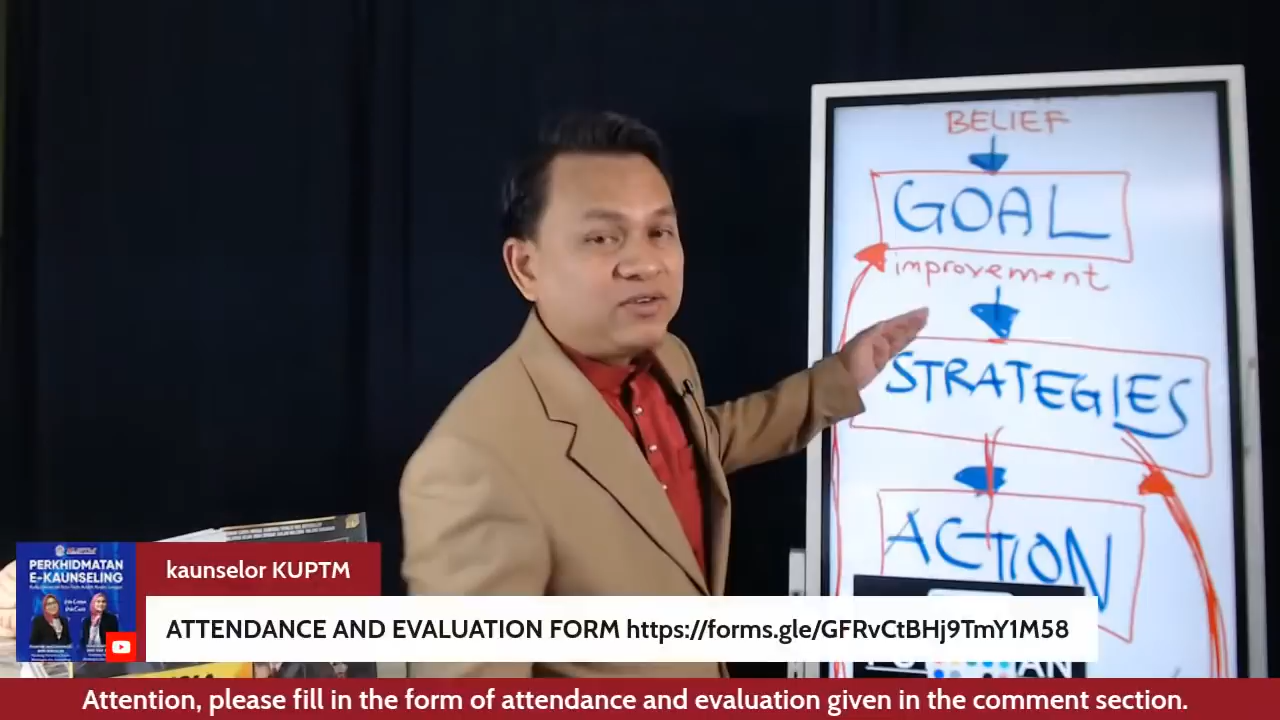 BELIEF
GOAL
improvement
STRATEGIES
ACTION
PERKHIDMATAN
E-KAUNSELING
kaunselor KUPTM
ATTENDANCE AND EVALUATION FORM https://forms.gle/GFRvCtBHj9TmY1M58
Attention, please fill in the form of attendance and evaluation given in the comment section.